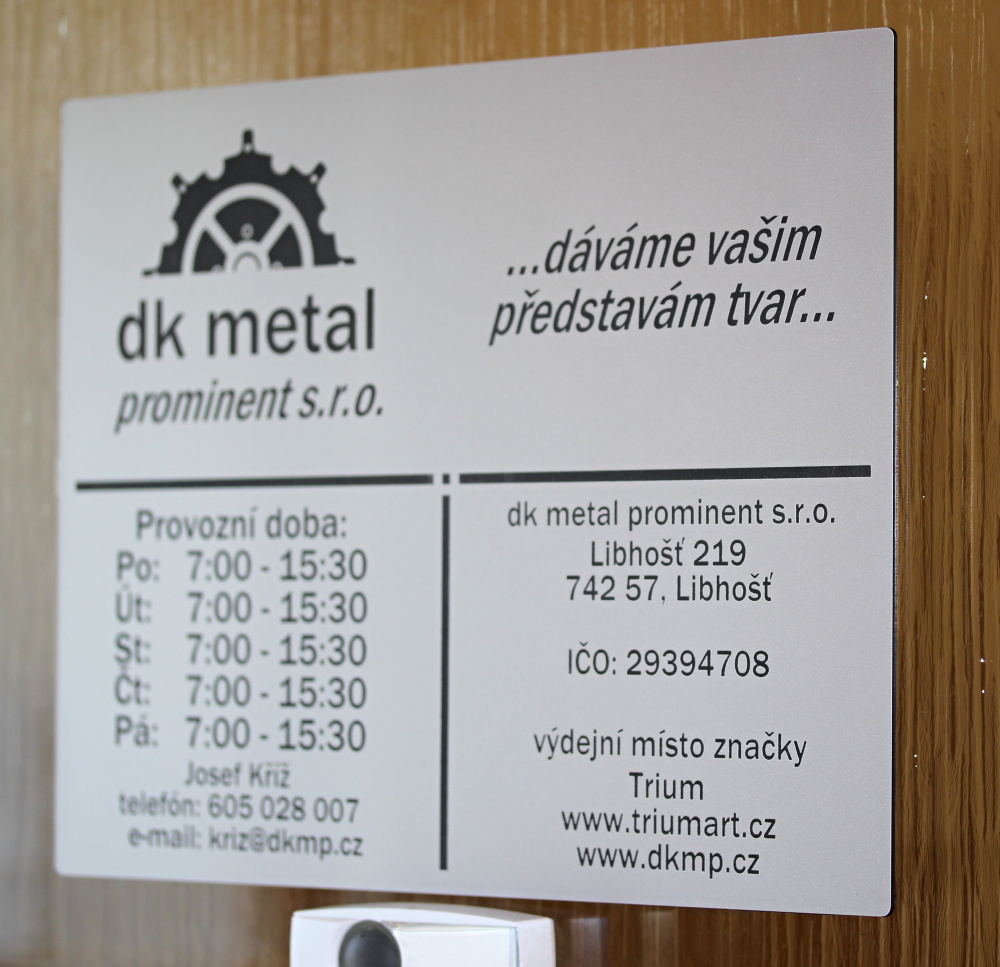 dk metal
prominent s.r.o.
...dáváme vašim
představám tvar...
Provozní doba:
Po: 7:00 - 15:30
Út: 7:00 - 15:30
St: 7:00 - 15:30
Čt: 7:00 - 15:30
Pá: 7:00 - 15:30
Josef Kříž
telefón: 605 028 007
e-mail: kriz@dkmp.cz
dk metal prominent s.r.o.
Libhošť 219
742 57, Libhošť
IČO: 29394708
výdejní místo značky
Trium
www.triumart.cz
www.dkmp.cz